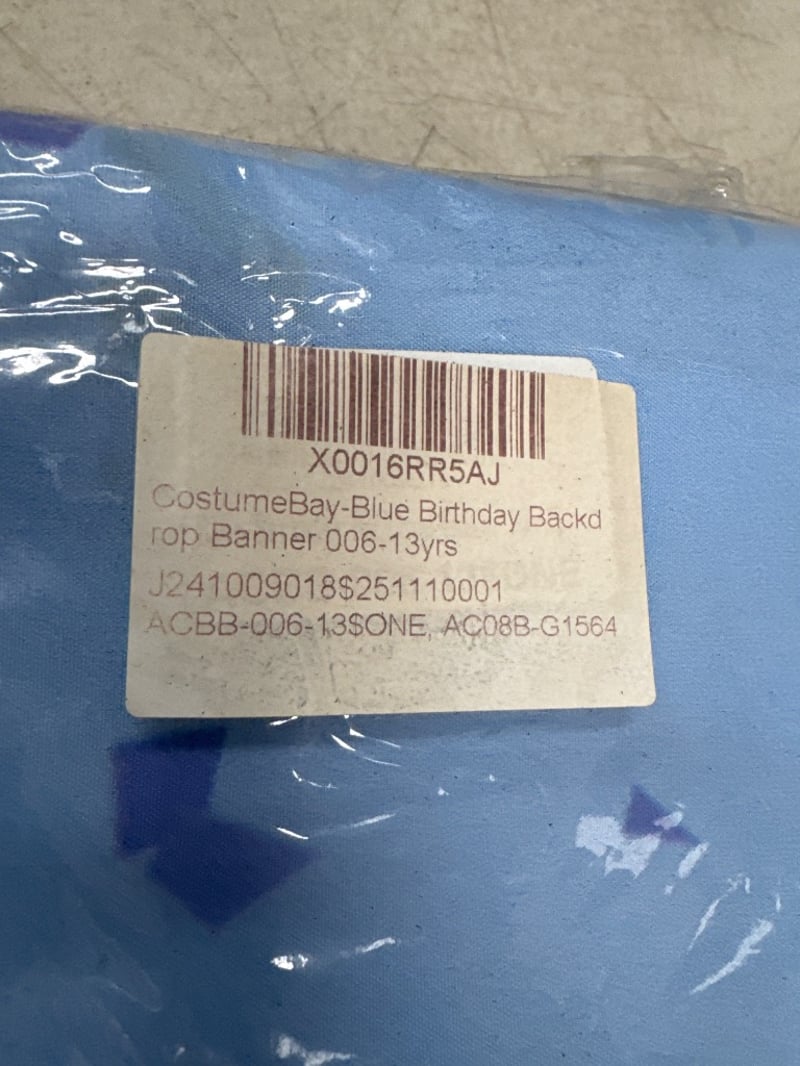 X0016RR5AJ
CostumeBay-Blue Birthday Backd
rop Banner 006-13yrs
J241009018$251110001
ACBB-006-13$ONE, AC08B-G1564